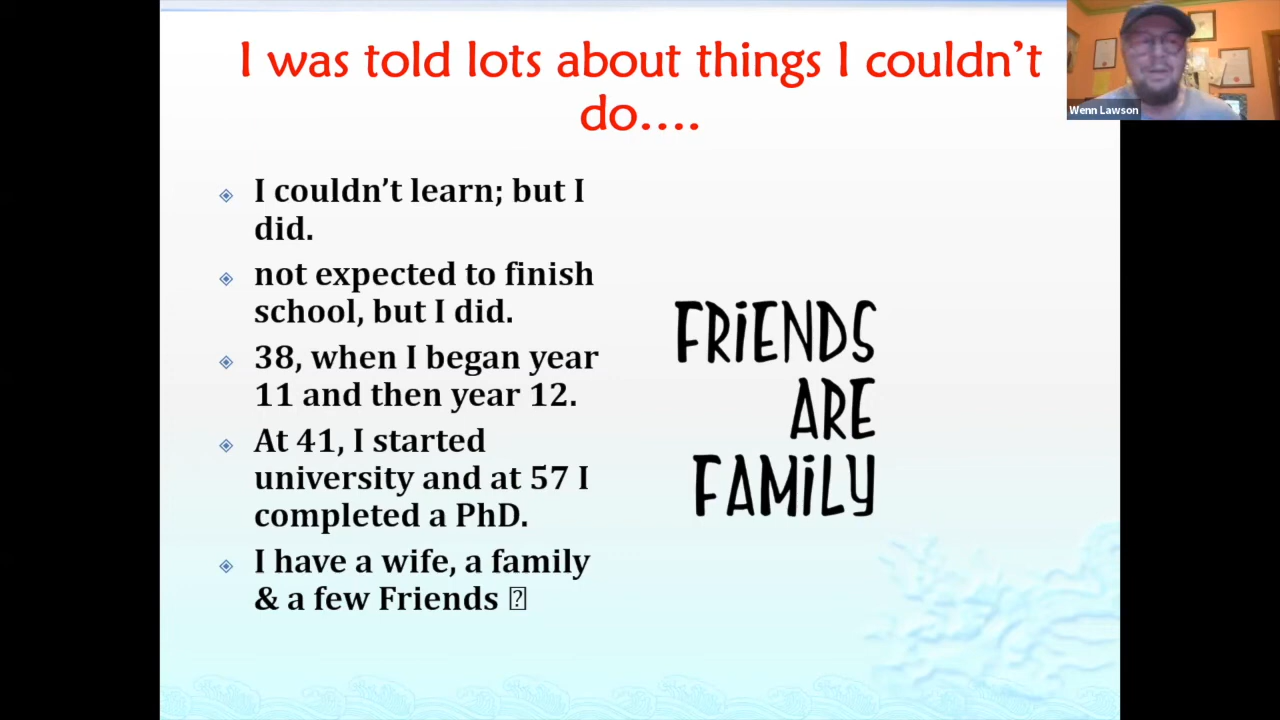 I was told lots about things I couldn’t
do....
Wenn Lawson
I couldn’t learn; but I
did.
not expected to finish
school, but I did.
38, when I began year
11 and then year 12.
At 41, I started
university and at 57 I
completed a PhD.
I have a wife, a family
& a few Friends
FRiENDS
ARE
FAMiLY